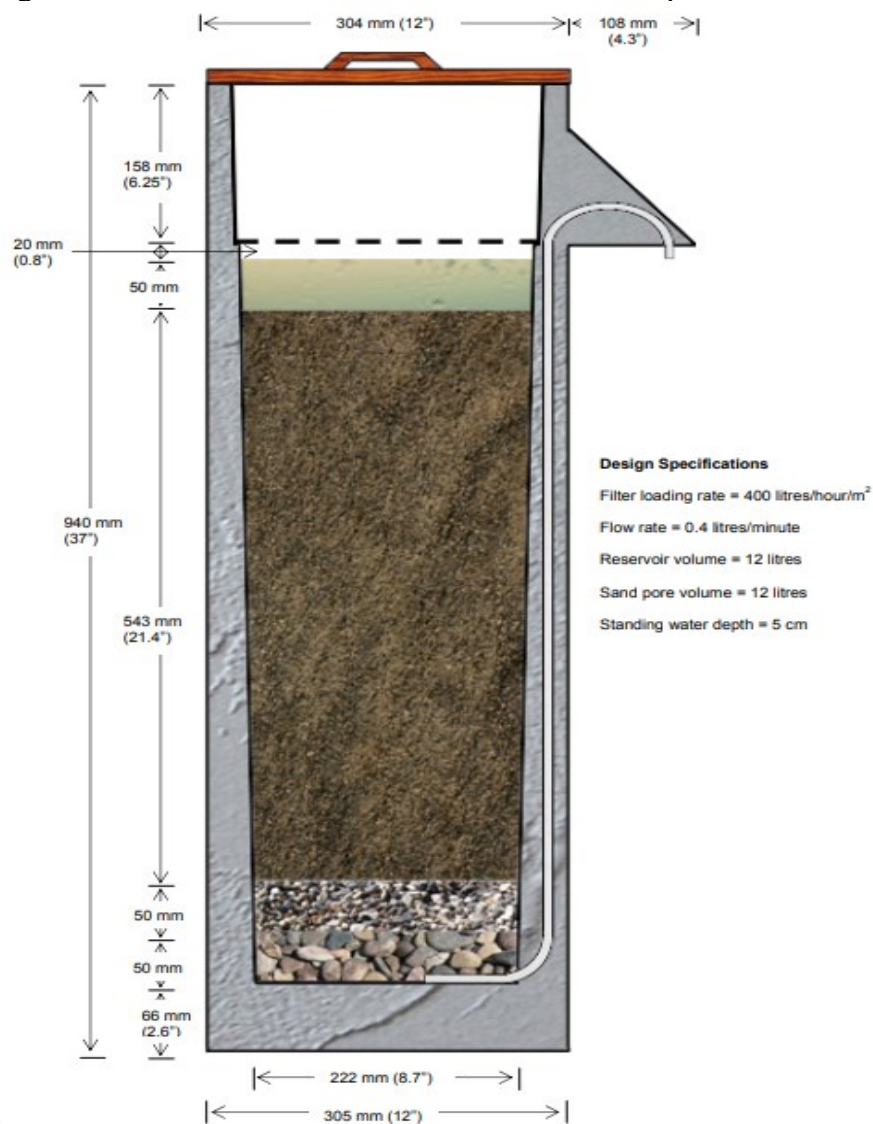 304 mm (12")
108 mm
(4.3")
158 mm
(6.25")
20 mm
(0.8")
50 mm
940 mm
(37")
543 mm
(21.4")
Design Specifications
Filter loading rate = 400 litres/hour/m²
Flow rate = 0.4 litres/minute
Reservoir volume = 12 litres
Sand pore volume = 12 litres
Standing water depth = 5 cm
50 mm
50 mm
66 mm
(2.6")
222 mm (8.7")
305 mm (12")